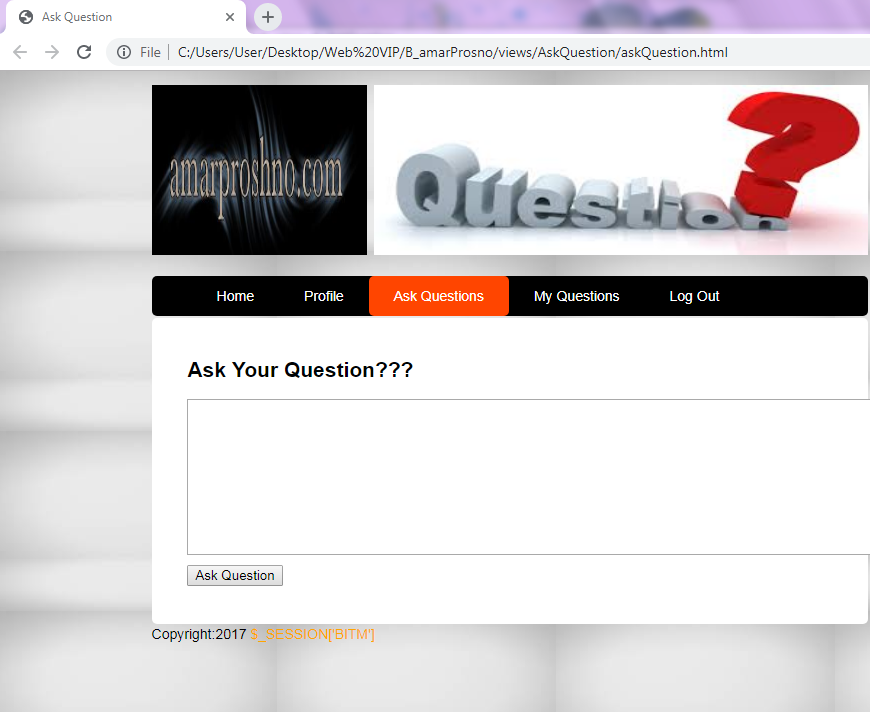 Ask Question
File C:/Users/User/Desktop/Web%20VIP/B_amarProsno/views/AskQuestion/askQuestion.html
amarproshno.com
Question?
Home Profile Ask Questions My Questions Log Out
Ask Your Question???
Ask Question
Copyright:2017 $_SESSION['BITM']